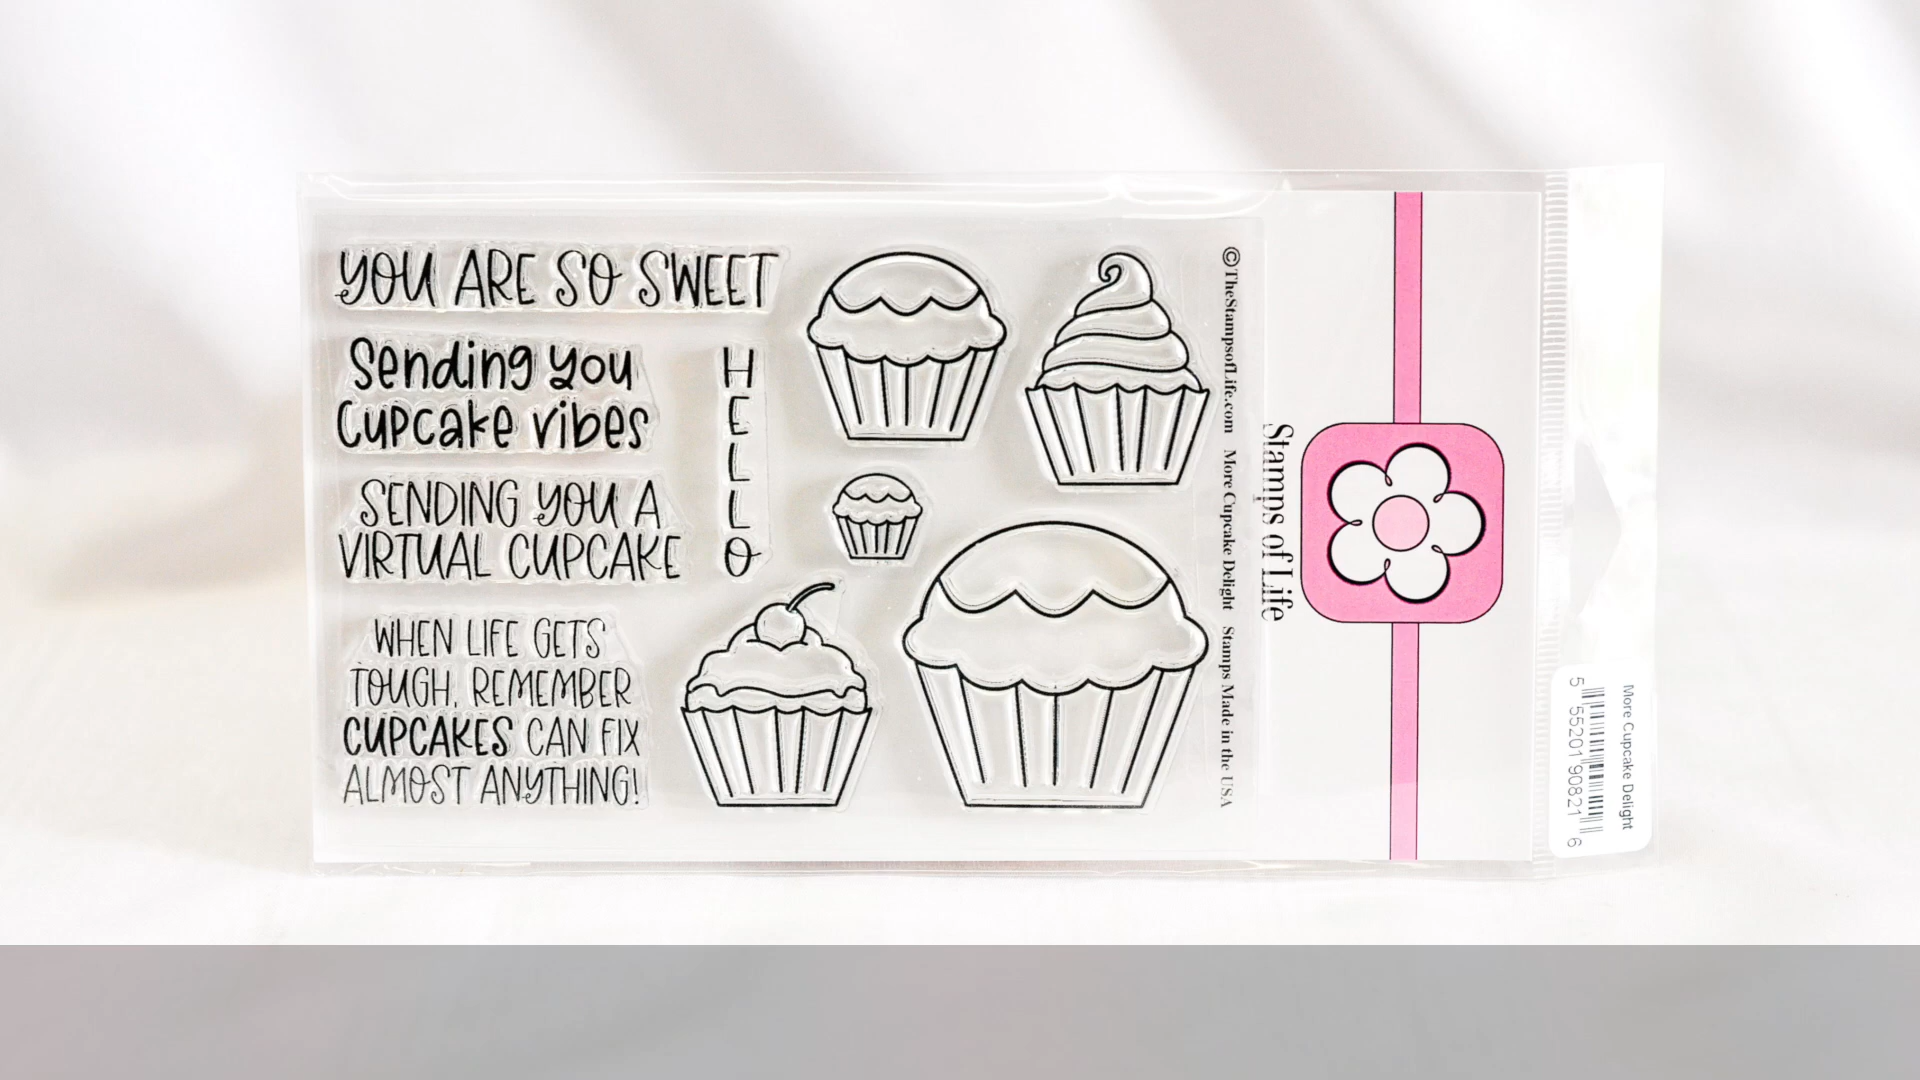 YOU ARE SO SWEET
Sending you
Cupcake vibes
SENDING YOU A
VIRTUAL CUPCAKE
HELLO
WHEN LIFE GETS
TOUGH, REMEMBER
CUPCAKES CAN FIX
ALMOST ANYTHING!
©TheStampsofLife.com More Cupcake Delight Stamps Made in the USA
Stamps of Life
More Cupcake Delight
5 55201 90821 6